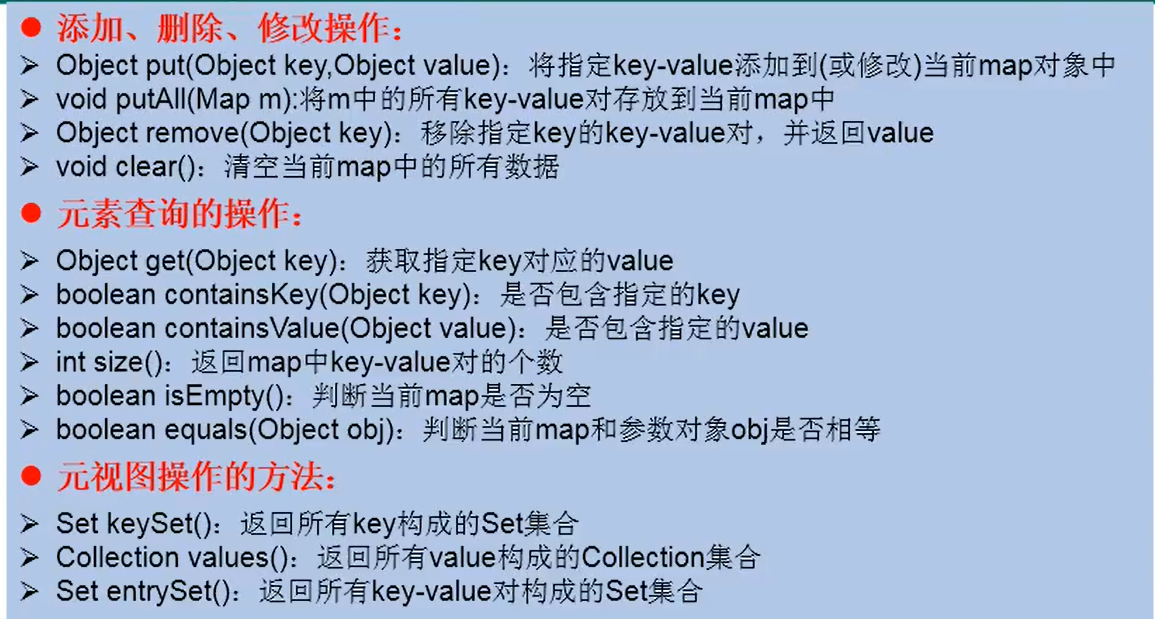 添加、删除、修改操作：
Object put(Object key,Object value)：将指定key-value添加到(或修改)当前map对象中
void putAll(Map m):将m中的所有key-value对存放到当前map中
Object remove(Object key)：移除指定key的key-value对，并返回value
void clear()：清空当前map中的所有数据
元素查询的操作：
Object get(Object key)：获取指定key对应的value
boolean containsKey(Object key)：是否包含指定的key
boolean containsValue(Object value)：是否包含指定的value
int size()：返回map中key-value对的个数
boolean isEmpty()：判断当前map是否为空
boolean equals(Object obj)：判断当前map和参数对象obj是否相等
元视图操作的方法：
Set keySet()：返回所有key构成的Set集合
Collection values()：返回所有value构成的Collection集合
Set entrySet()：返回所有key-value对构成的Set集合